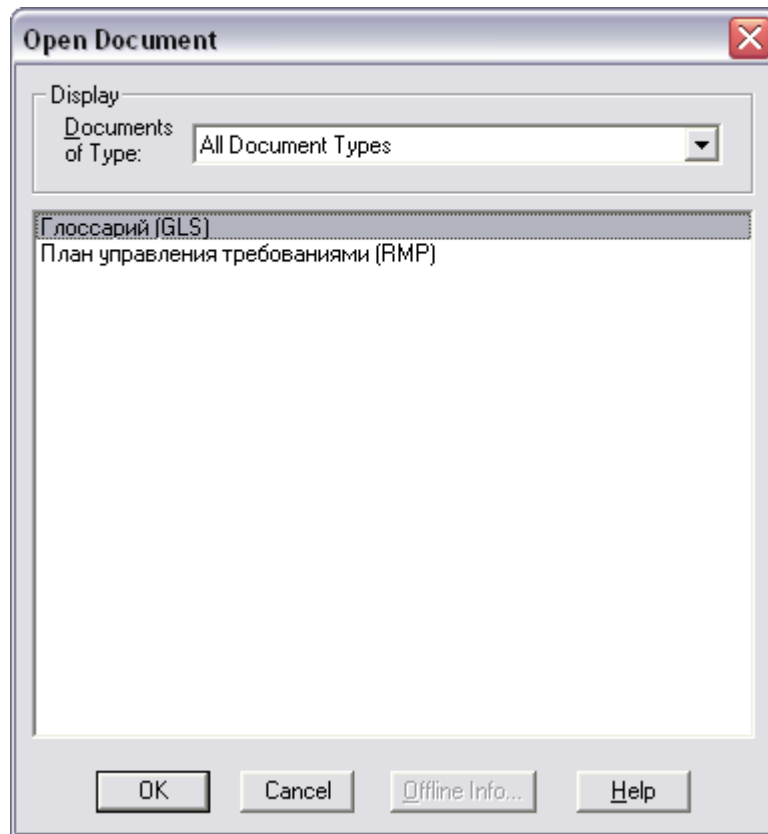 Open Document
Display
Documents
of Type:
All Document Types
Глоссарий (GLS)
План управления требованиями (RMP)
OK
Cancel
Offline Info...
Help